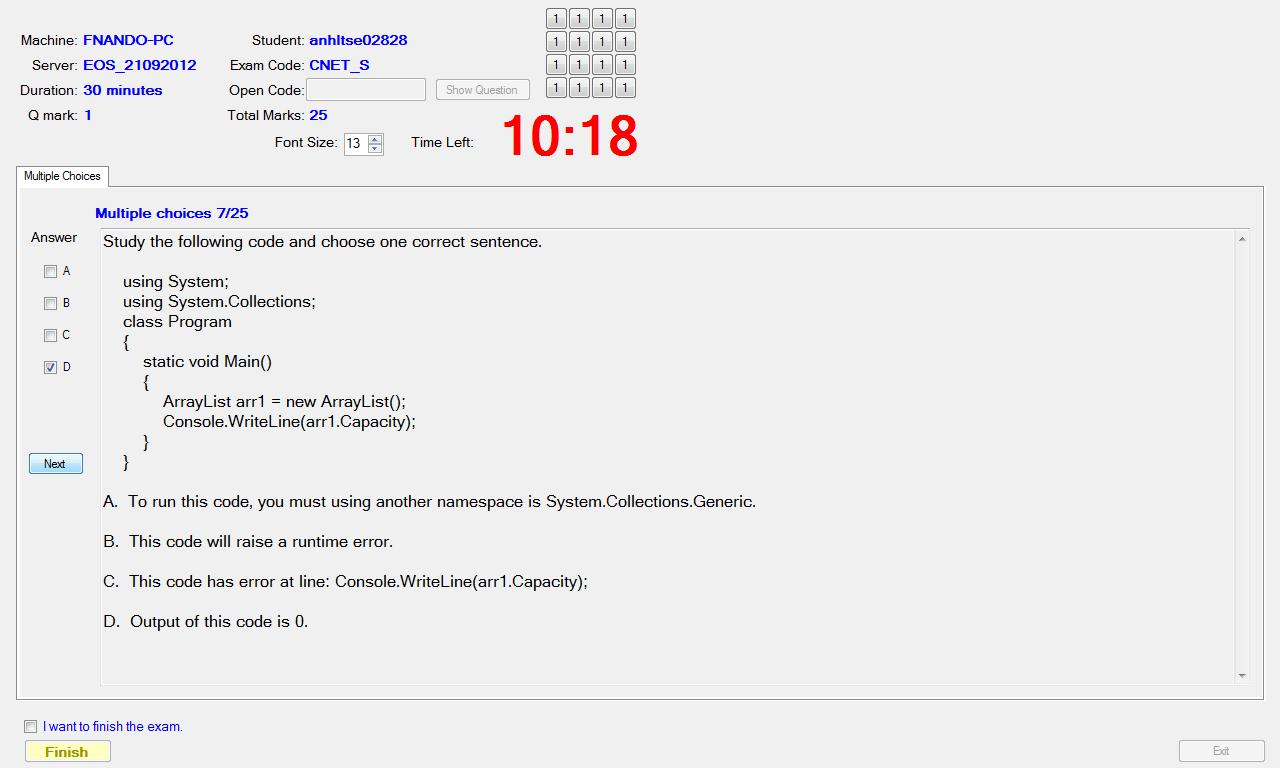 Machine: FNANDO-PC Student: anhltse02828
Server: EOS_21092012 Exam Code: CNET_S
Duration: 30 minutes Open Code: Show Question
Q mark: 1 Total Marks: 25
1 1 1 1
1 1 1 1
1 1 1 1
1 1 1 1
Font Size: 13 Time Left: 10:18
Multiple Choices
Multiple choices 7/25
Answer
A
B
C
D
Next
Study the following code and choose one correct sentence.
using System;
using System.Collections;
class Program
{
static void Main()
{
ArrayList arr1 = new ArrayList();
Console.WriteLine(arr1.Capacity);
}
}
A. To run this code, you must using another namespace is System.Collections.Generic.
B. This code will raise a runtime error.
C. This code has error at line: Console.WriteLine(arr1.Capacity);
D. Output of this code is 0.
I want to finish the exam.
Finish
Exit